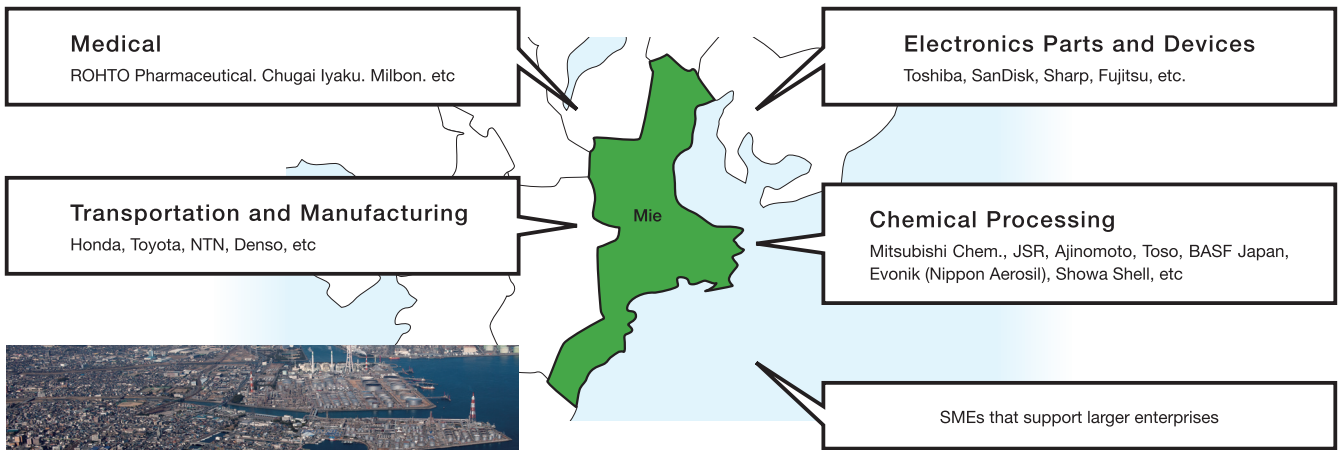 Medical
ROHTO Pharmaceutical. Chugai Iyaku. Milbon. etc
Electronics Parts and Devices
Toshiba, SanDisk, Sharp, Fujitsu, etc.
Transportation and Manufacturing
Honda, Toyota, NTN, Denso, etc
Mie
Chemical Processing
Mitsubishi Chem., JSR, Ajinomoto, Toso, BASF Japan,
Evonik (Nippon Aerosil), Showa Shell, etc
SMEs that support larger enterprises